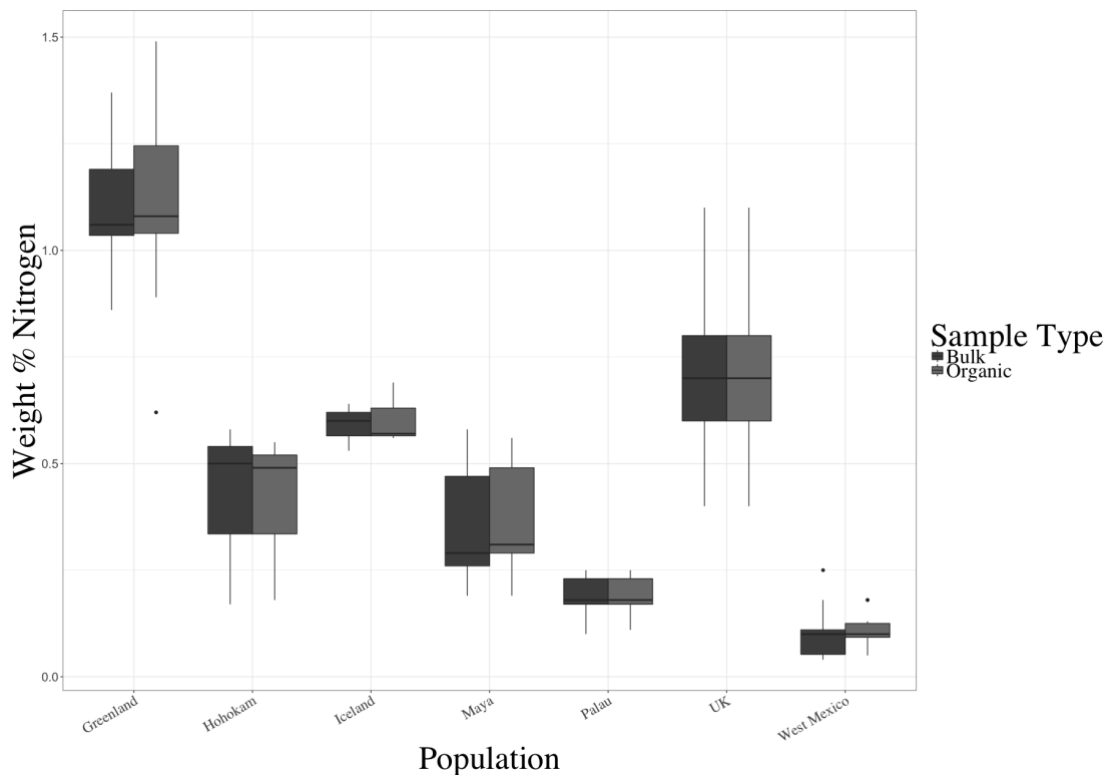 Weight % Nitrogen
1.5
1.0
0.5
0.0
Greenland
Hohokam
Iceland
Maya
Palau
UK
West Mexico
Population
Sample Type
Bulk
Organic